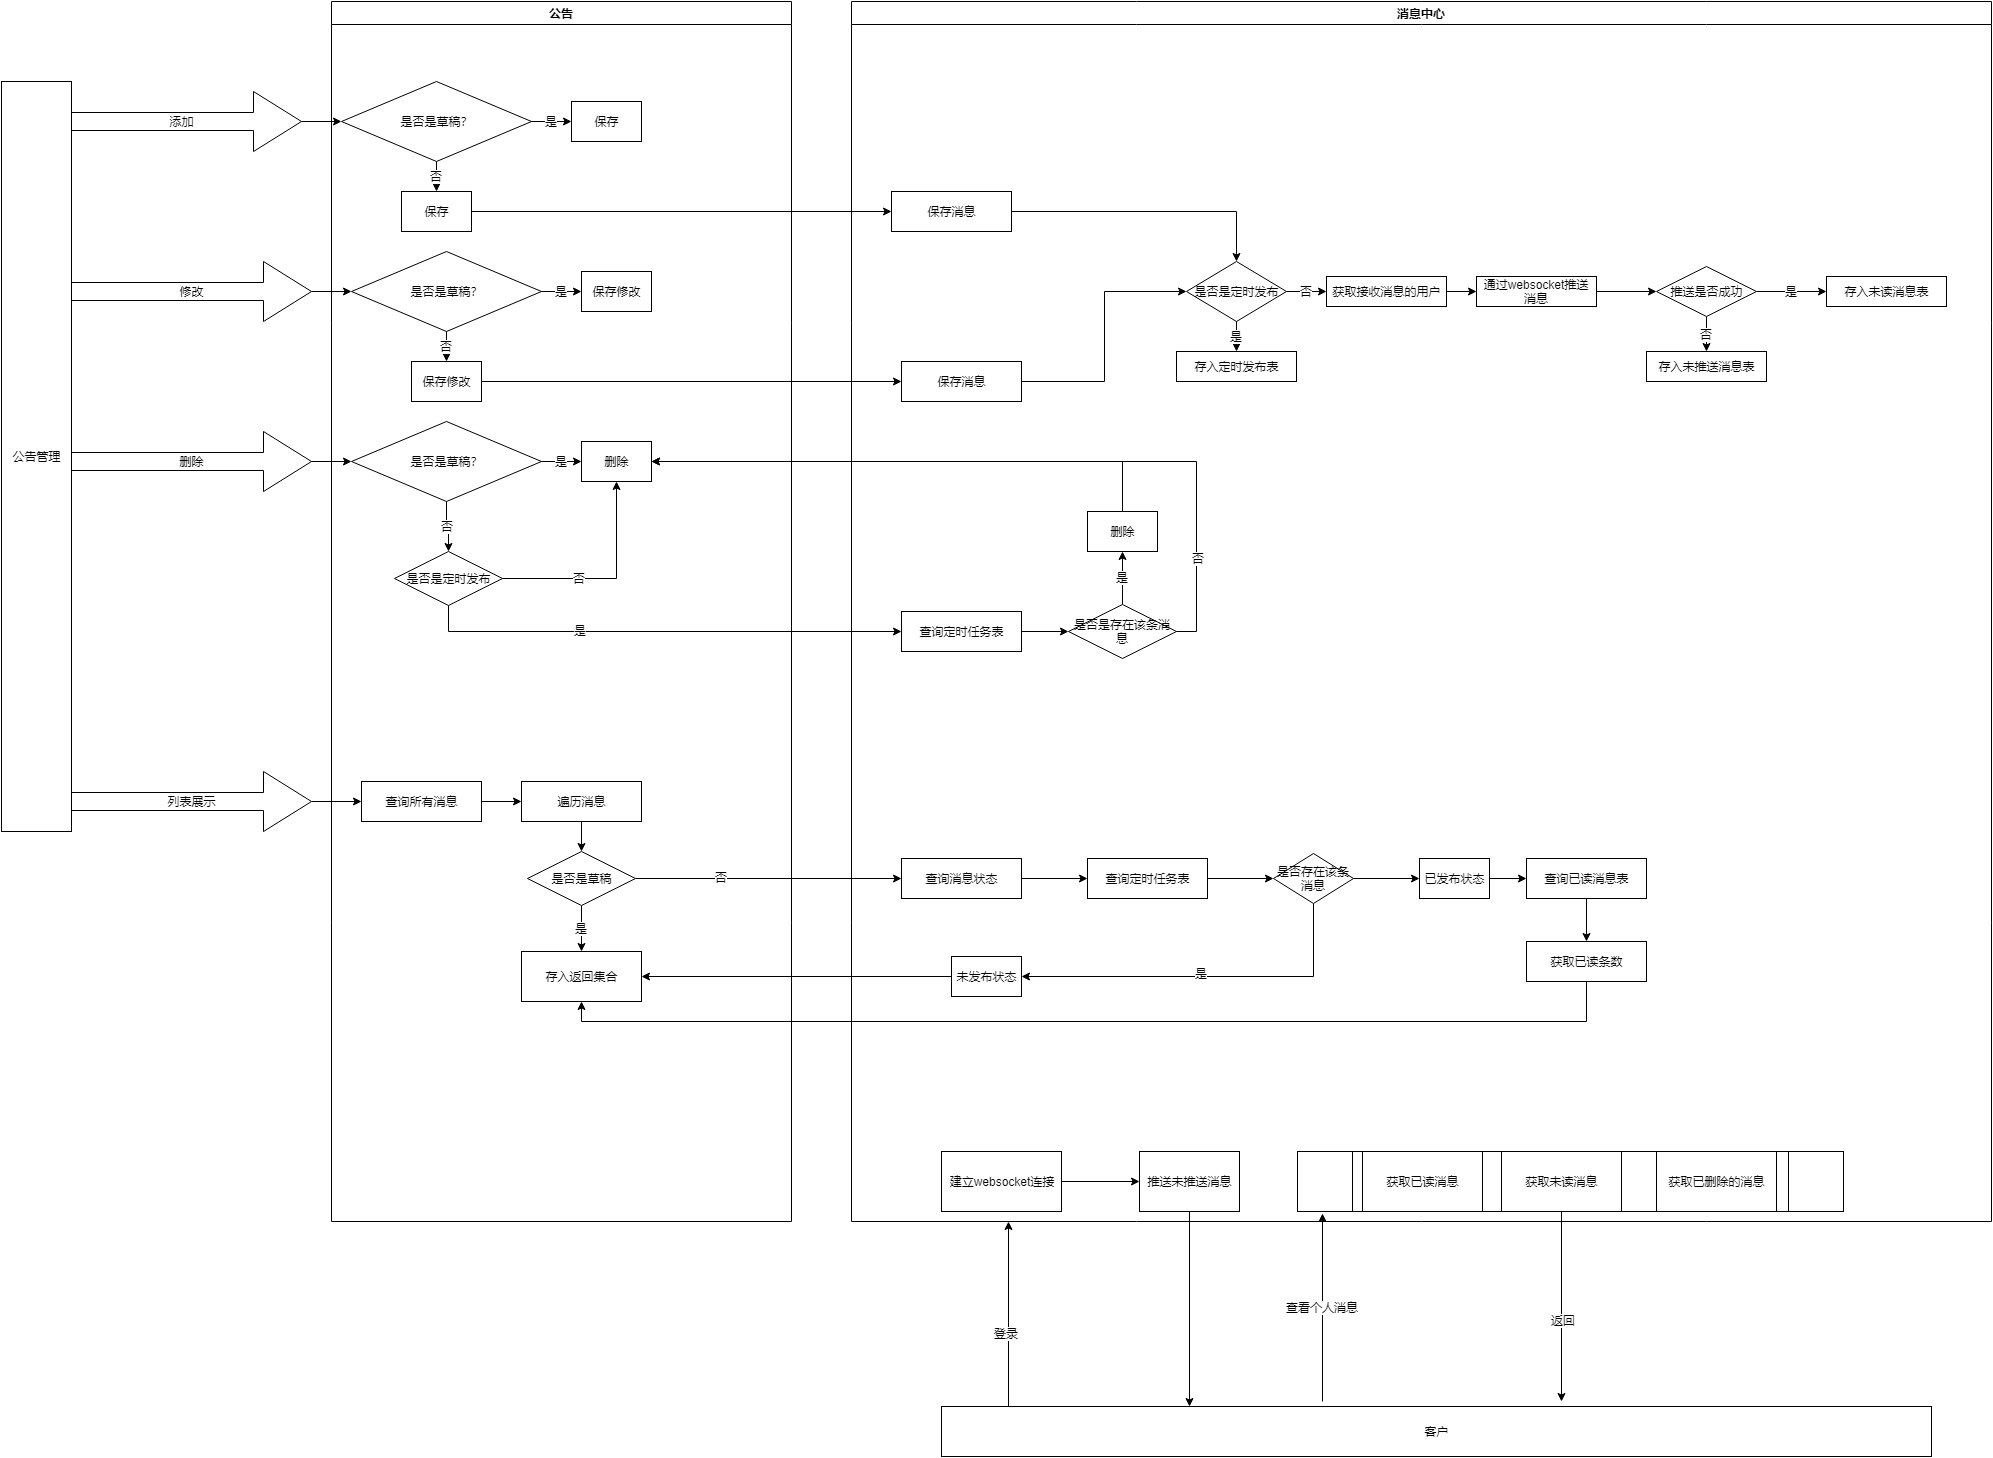 公告
消息中心
公告管理
添加
是否是草稿？
是
保存
否
保存
保存消息
修改
是否是草稿？
是
保存修改
否
保存修改
保存消息
是否是定时发布
否
获取接收消息的用户
通过websocket推送
消息
推送是否成功
是
存入未读消息表
是
存入定时发布表
否
存入未推送消息表
删除
是否是草稿？
是
删除
否
是否是定时发布
否
是
查询定时任务表
是否是存在该条消
息
是
删除
否
列表展示
查询所有消息
遍历消息
是否是草稿
否
是
存入返回集合
查询消息状态
查询定时任务表
是否存在该条
消息
已发布状态
查询已读消息表
获取已读条数
是
未发布状态
建立websocket连接
推送未推送消息
获取已读消息
获取未读消息
获取已删除的消息
登录
查看个人消息
返回
客户